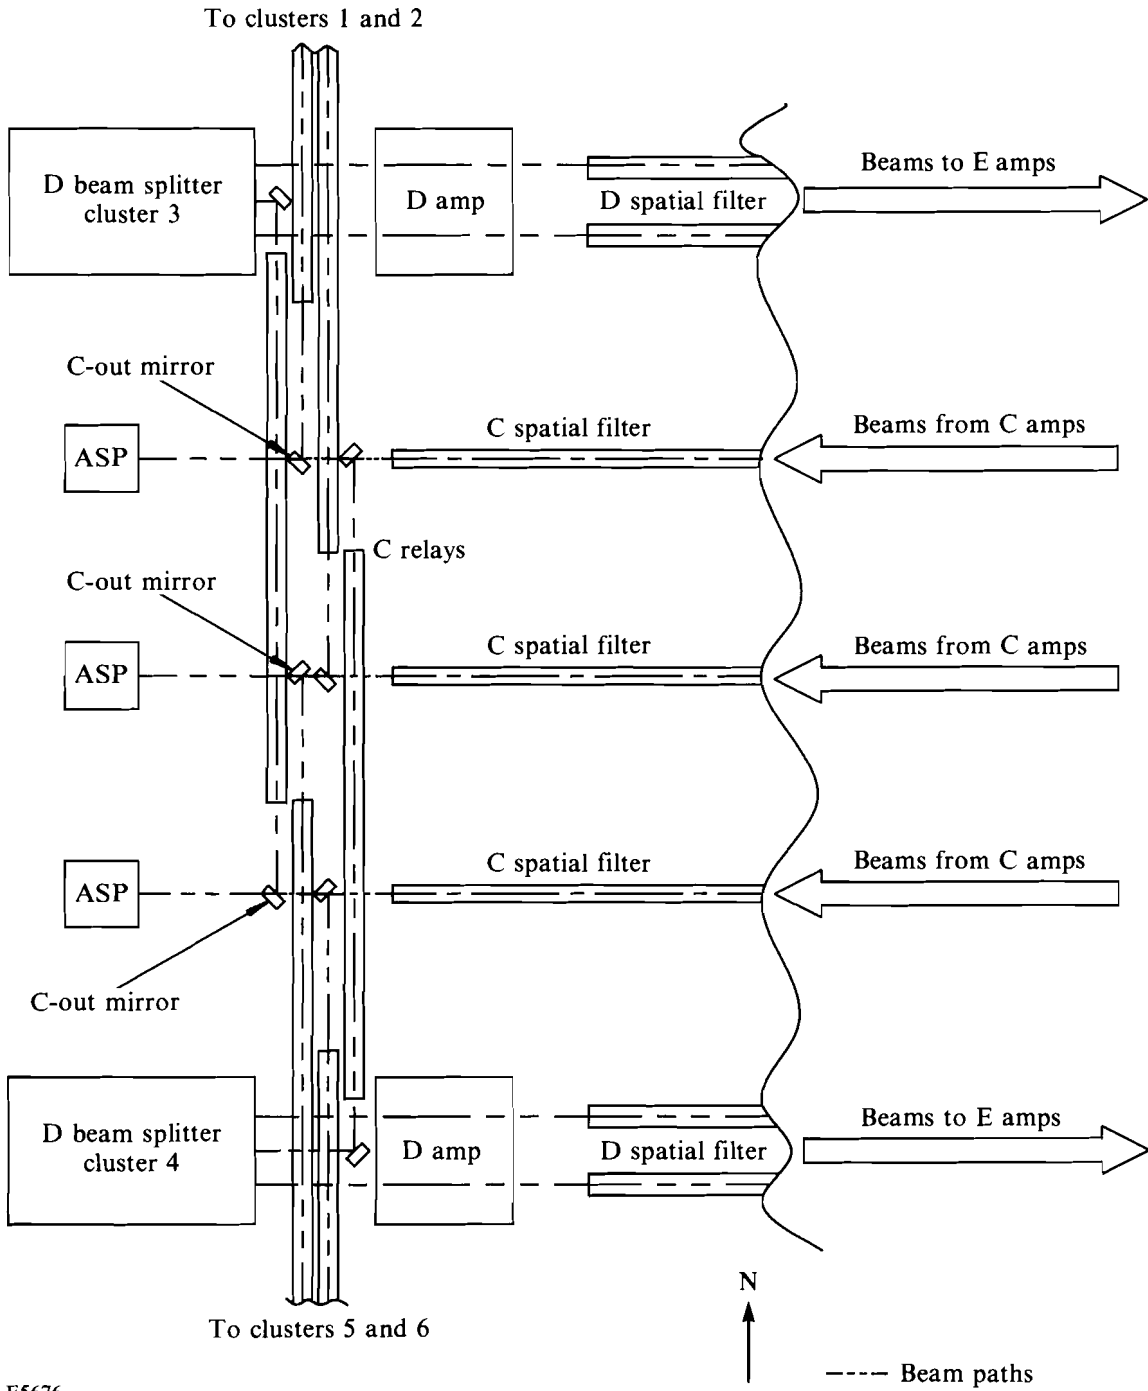 To clusters 1 and 2
D beam splitter
cluster 3
D amp
D spatial filter
Beams to E amps
C-out mirror
ASP
C spatial filter
Beams from C amps
C relays
C-out mirror
ASP
C spatial filter
Beams from C amps
ASP
C spatial filter
Beams from C amps
C-out mirror
D beam splitter
cluster 4
D amp
D spatial filter
Beams to E amps
N
To clusters 5 and 6
Beam paths
E5676